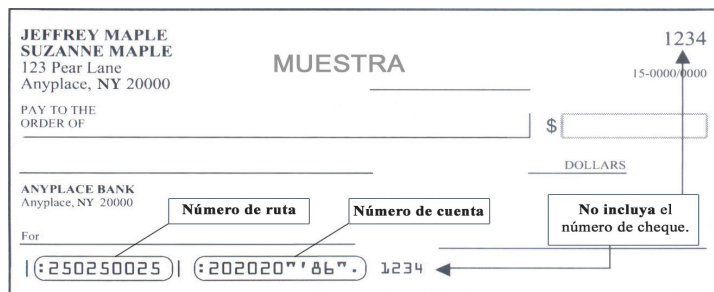 JEFFREY MAPLE
SUZANNE MAPLE
123 Pear Lane
Anyplace, NY 20000
MUESTRA
1234
15-0000/0000
PAY TO THE
ORDER OF
$
DOLLARS
ANYPLACE BANK
Anyplace, NY 20000
Número de ruta
Número de cuenta
No incluya el
número de cheque.
For
|:250250025| (:202020"'86". 1234